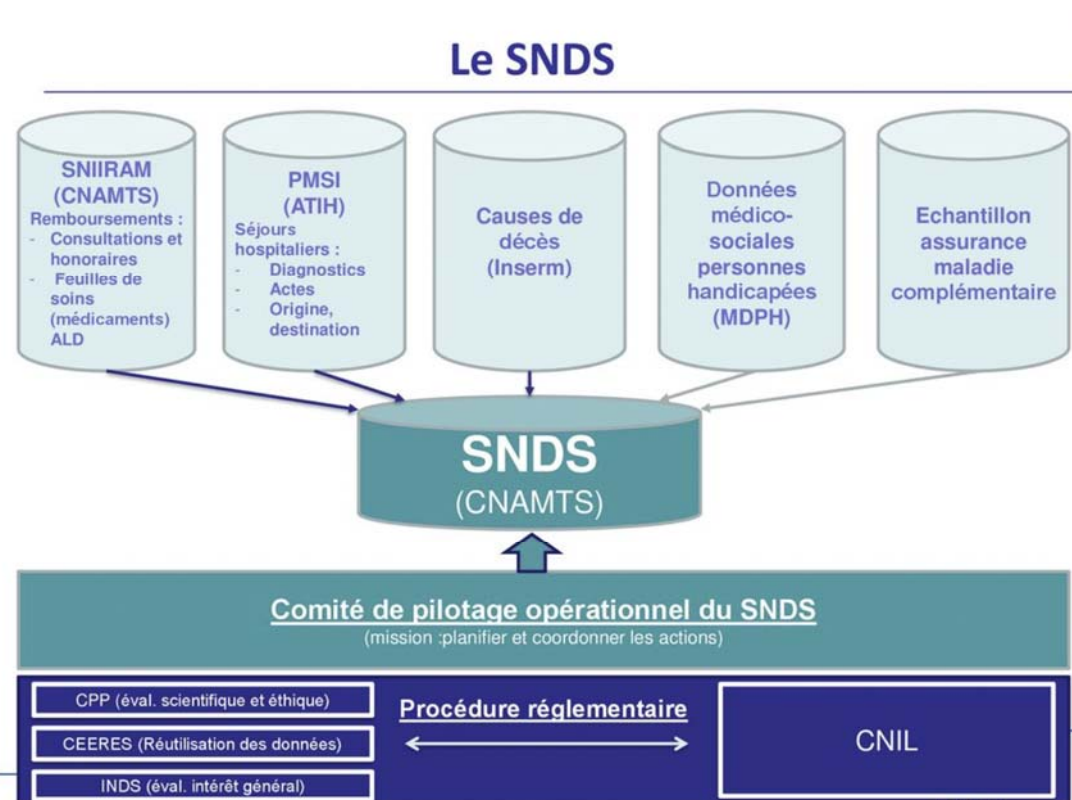 Le SNDS
SNIIRAM
(CNAMTS)
Remboursements :
- Consultations et
honoraires
- Feuilles de
soins
(médicaments)
ALD
PMSI
(ATIH)
Séjours
hospitaliers :
- Diagnostics
- Actes
- Origine,
destination
Causes de
décès
(Inserm)
Données
médico-
sociales
personnes
handicapées
(MDPH)
Echantillon
assurance
maladie
complémentaire
SNDS
(CNAMTS)
Comité de pilotage opérationnel du SNDS
(mission :planifier et coordonner les actions)
CPP (éval. scientifique et éthique)
CEERES (Réutilisation des données)
INDS (éval. intérêt général)
Procédure réglementaire
CNIL